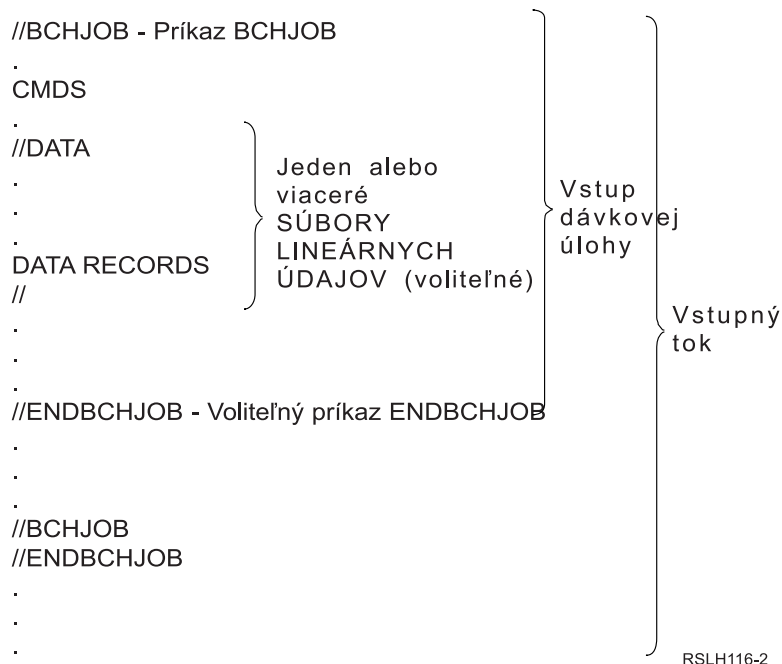 //BCHJOB - Príkaz BCHJOB
.
CMDS
.
//DATA
.
.
.
DATA RECORDS
//
.
.
.
//ENDBCHJOB - Voliteľný príkaz ENDBCHJOB
.
.
.
//BCHJOB
//ENDBCHJOB
.
.
.
Jeden alebo
viaceré
SÚBORY
LINEÁRNYCH
ÚDAJOV (voliteľné)
Vstup
dávkovej
úlohy
Vstupný
tok
RSLH116-2